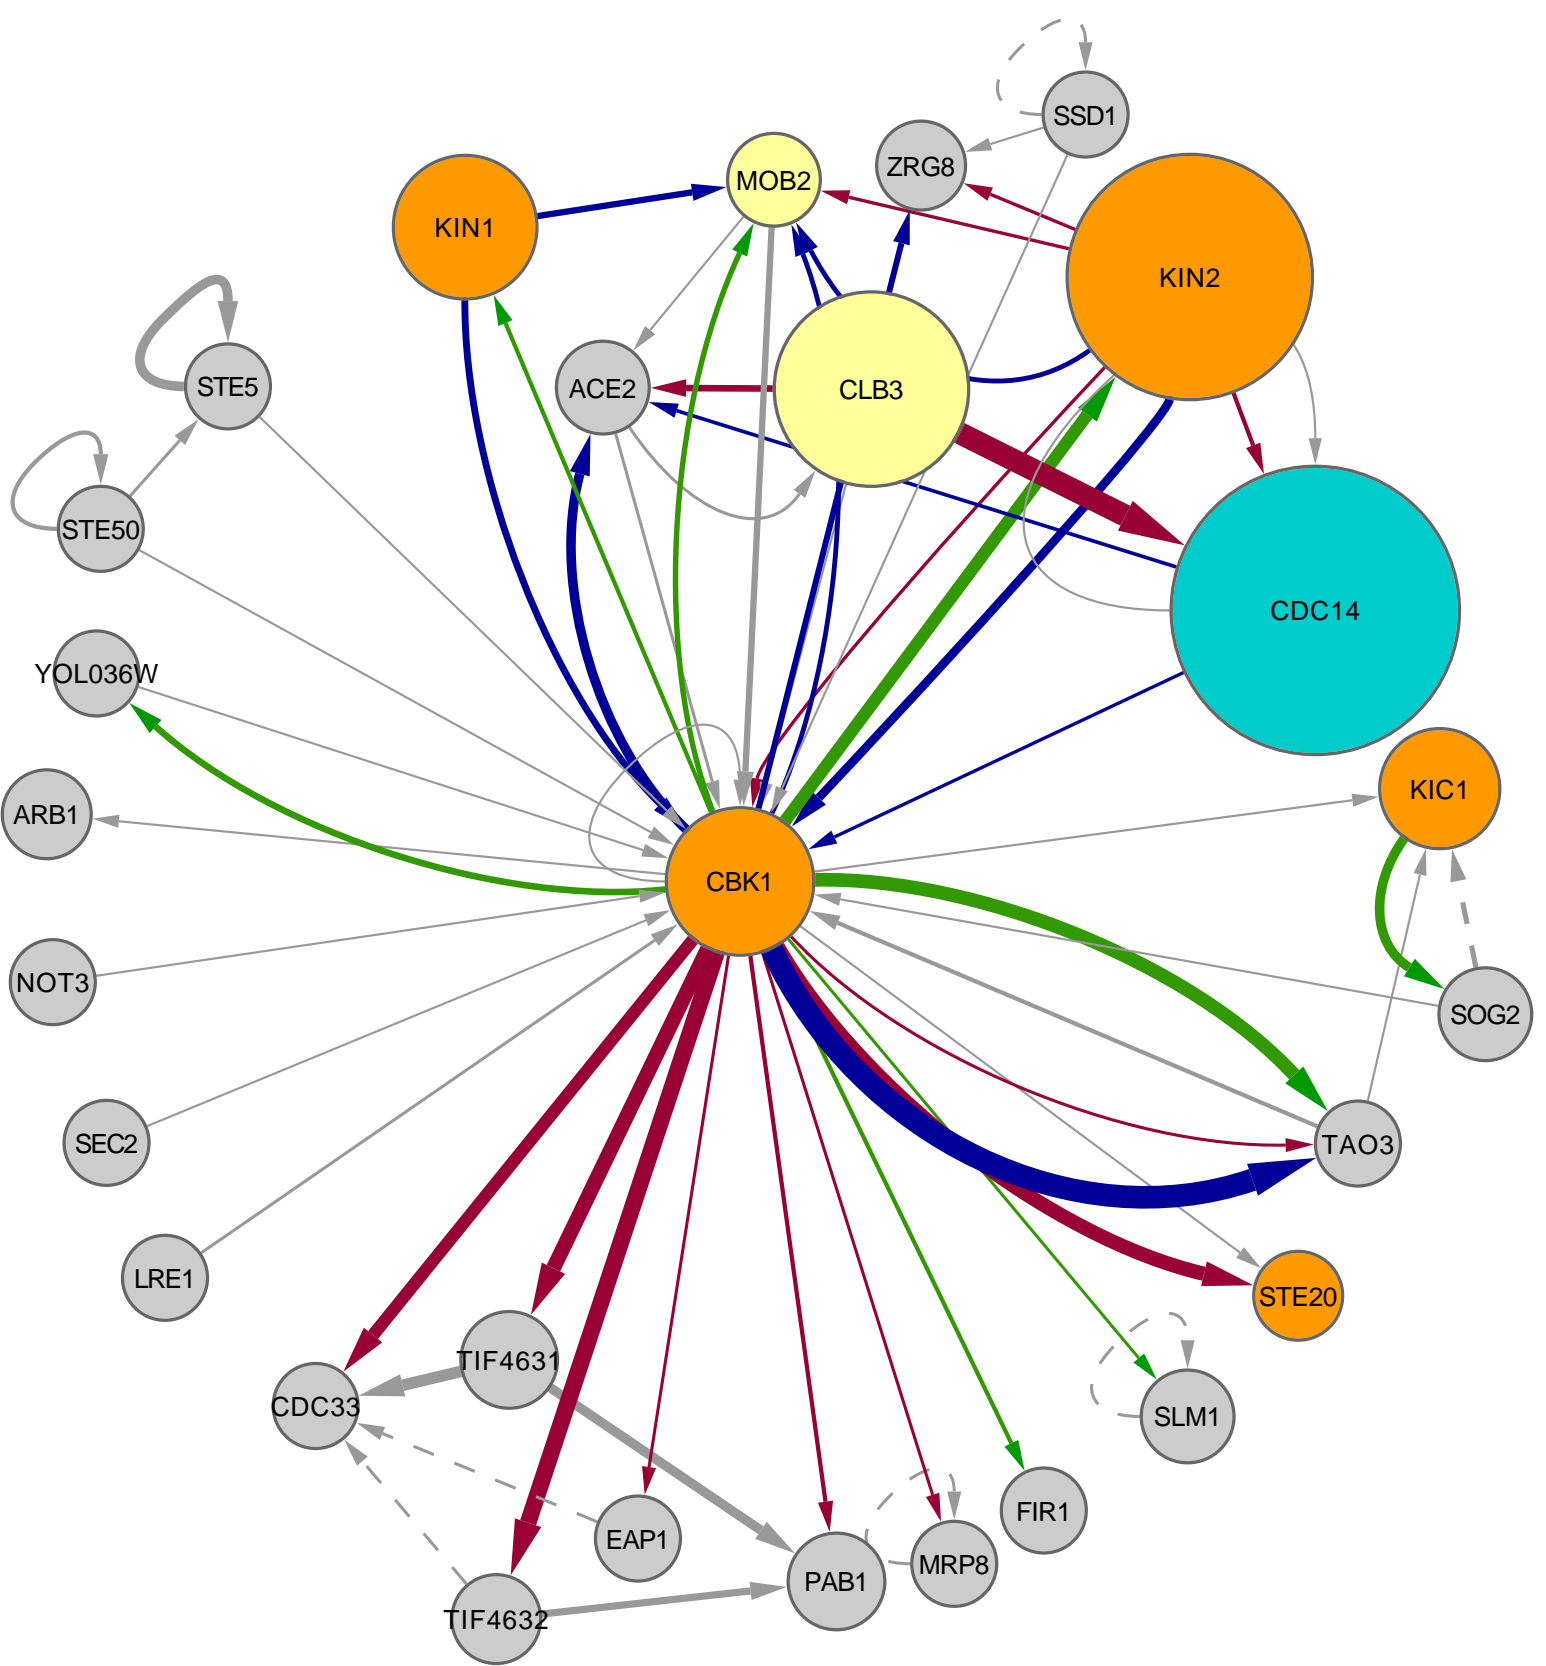 SSD1
ZRG8
MOB2
KIN1
KIN2
STE5
ACE2
CLB3
STE50
CDC14
YOL036W
KIC1
ARB1
CBK1
NOT3
SOG2
SEC2
TAO3
LRE1
STE20
TIF4631
CDC33
SLM1
FIR1
EAP1
MRP8
PAB1
TIF4632